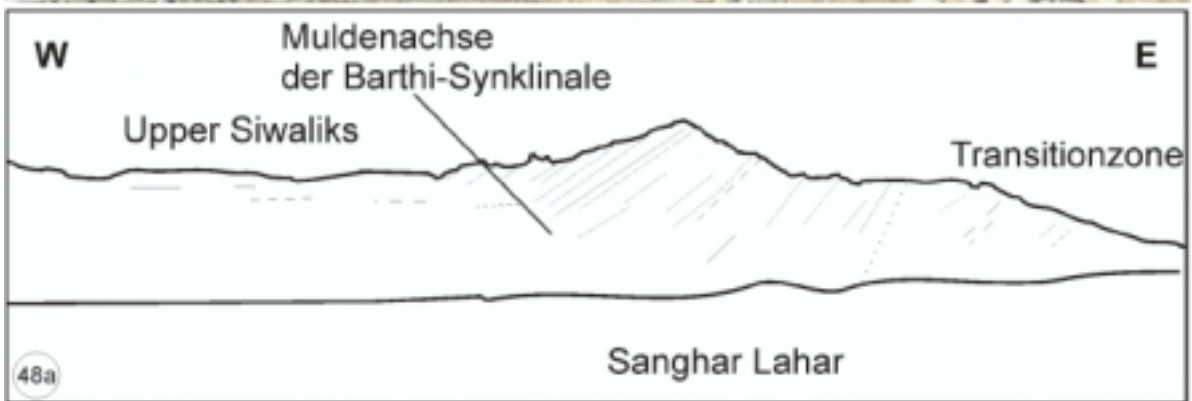 W
Muldenachse
der Barthi-Synklinale
E
Upper Siwaliks
Transitionzone
Sanghar Lahar
48a